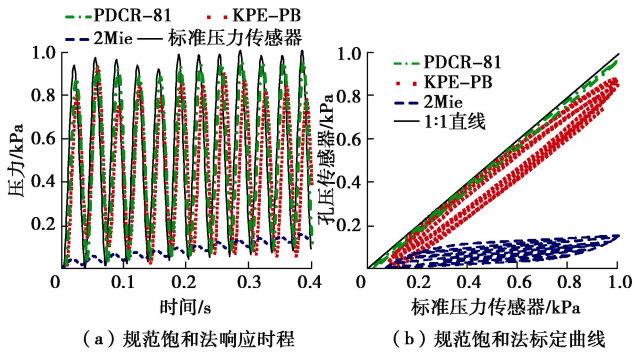 PDCR-81 KPE-PB
2Mie 标准压力传感器
1.0
0.8
0.6
0.4
0.2
0 0.1 0.2 0.3 0.4
压力/kPa
时间/s
(a)规范饱和法响应时程
PDCR-81
KPE-PB
2Mie
1:1直线
1.0
0.8
0.6
0.4
0.2
0 0.2 0.4 0.6 0.8 1.0
孔压传感器/kPa
标准压力传感器/kPa
(b)规范饱和法标定曲线